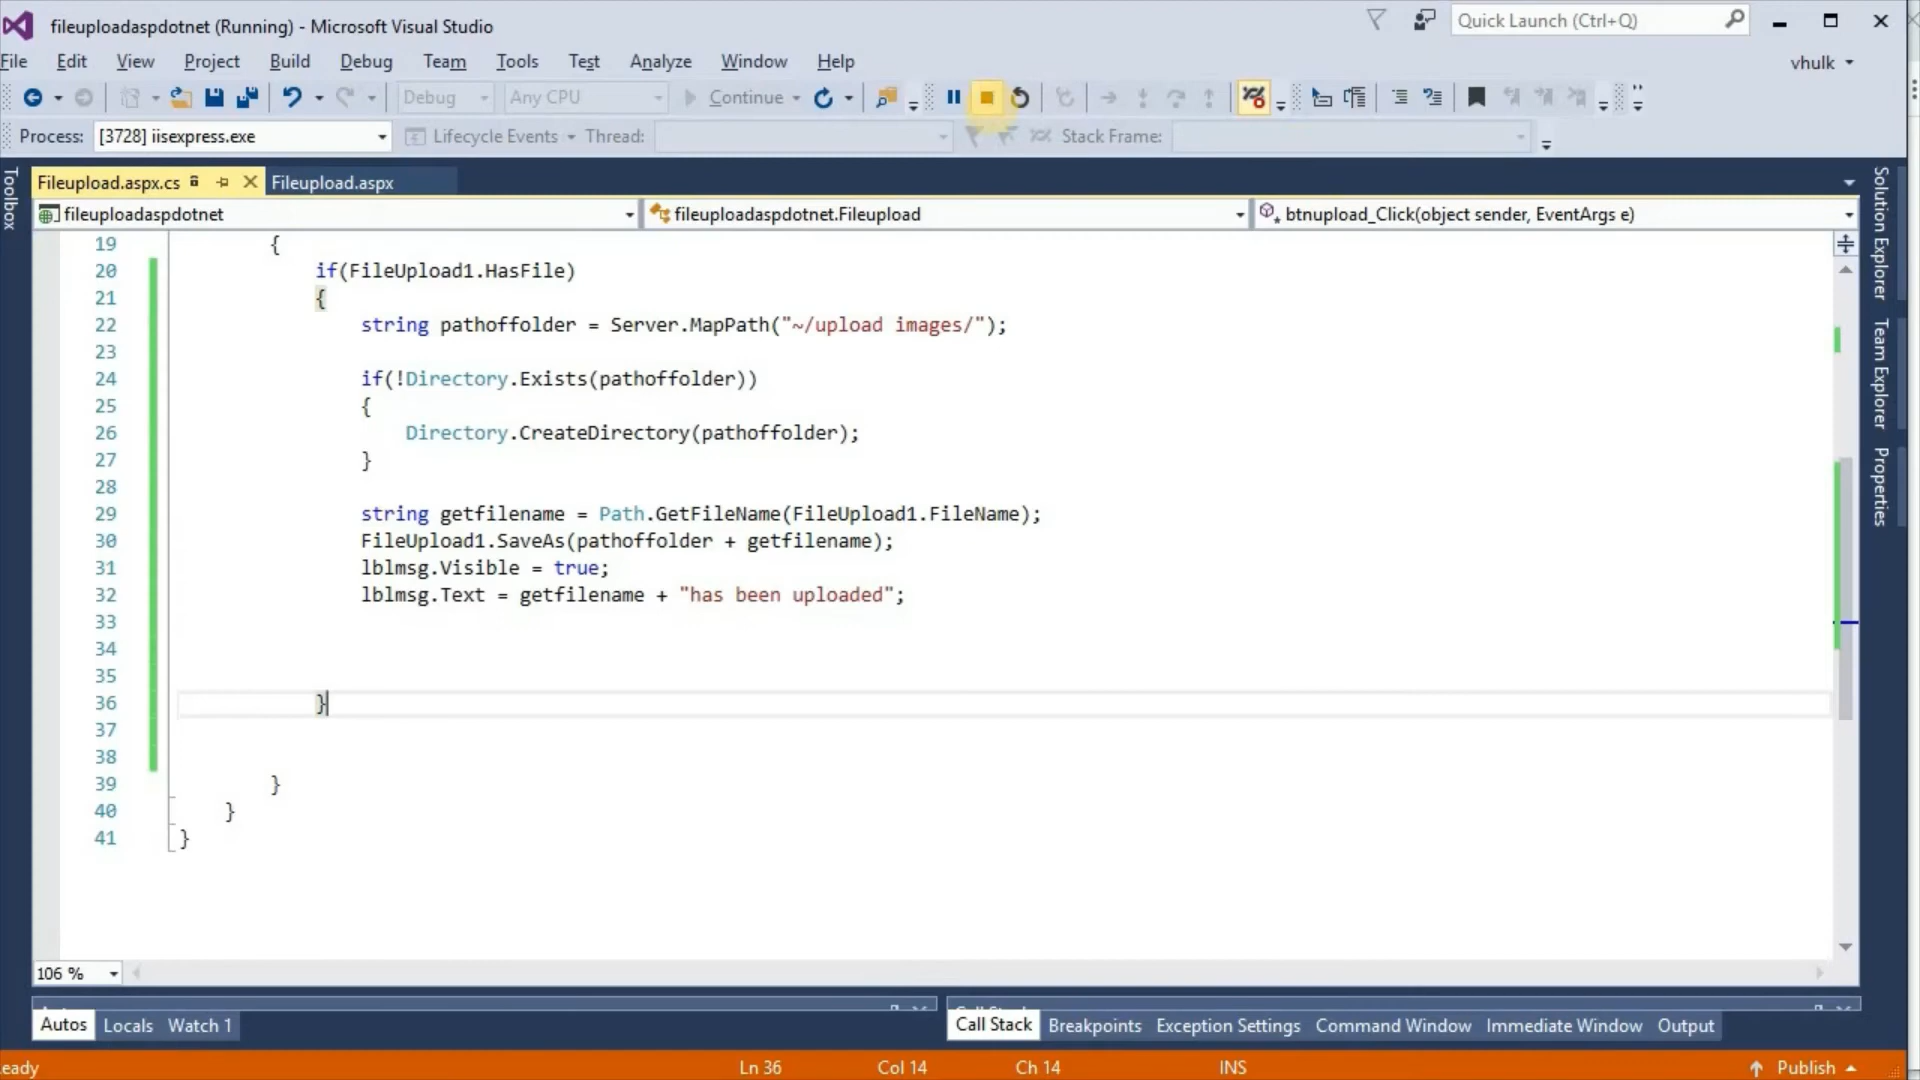 fileuploadaspdotnet (Running) - Microsoft Visual Studio
Quick Launch (Ctrl+Q)
File Edit View Project Build Debug Team Tools Test Analyze Window Help
vhulk
Debug Any CPU Continue
Process: [3728] iisexpress.exe Lifecycle Events Thread: Stack Frame:
Toolbox
Fileupload.aspx.cs Fileupload.aspx
fileuploadaspdotnet fileuploadaspdotnet.Fileupload btnupload_Click(object sender, EventArgs e)
Solution Explorer
Team Explorer
Properties
19 {
20 if(FileUpload1.HasFile)
21 {
22 string pathoffolder = Server.MapPath("~/upload images/");
23
24 if(!Directory.Exists(pathoffolder))
25 {
26 Directory.CreateDirectory(pathoffolder);
27 }
28
29 string getfilename = Path.GetFileName(FileUpload1.FileName);
30 FileUpload1.SaveAs(pathoffolder + getfilename);
31 lblmsg.Visible = true;
32 lblmsg.Text = getfilename + "has been uploaded";
33
34
35
36 }
37
38
39 }
40 }
41 }
106 %
Autos Locals Watch 1
Call Stack Breakpoints Exception Settings Command Window Immediate Window Output
eady Ln 36 Col 14 Ch 14 INS Publish